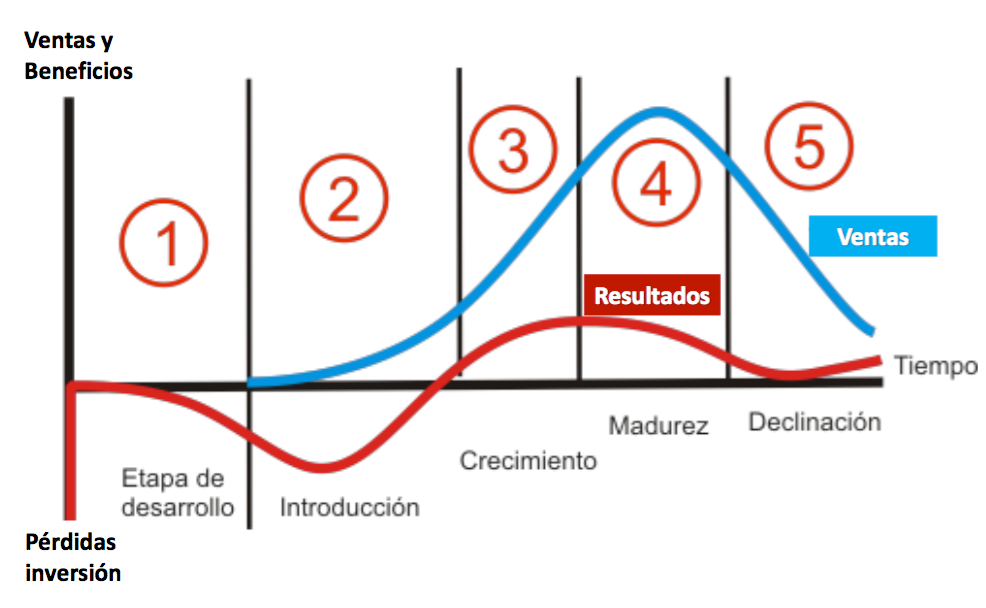 Ventas y
Beneficios
1
2
3
4
5
Ventas
Resultados
Tiempo
Madurez
Declinación
Crecimiento
Etapa de
desarrollo
Introducción
Pérdidas
inversión